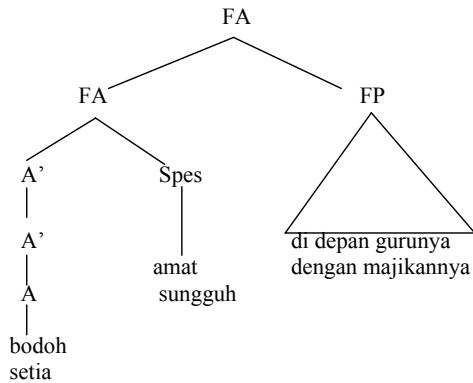 FA
FA FP
A’ Spes
A’
di depan gurunya
dengan majikannya
amat
sungguh
A
bodoh
setia